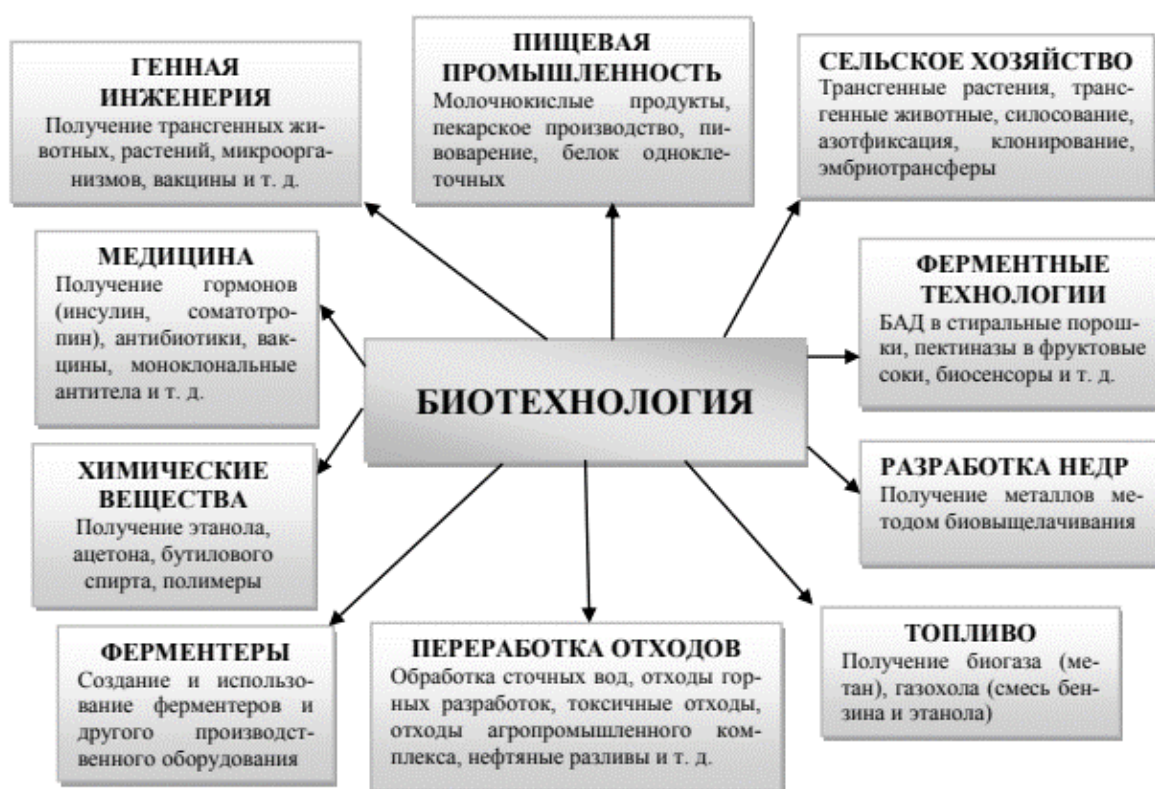 ГЕННАЯ
ИНЖЕНЕРИЯ
Получение трансгенных жи-
вотных, растений, микроорга-
низмов, вакцины и т. д.
ПИЩЕВАЯ
ПРОМЫШЛЕННОСТЬ
Молочнокислые продукты,
пекарское производство, пи-
воварение, белок однокле-
точных
СЕЛЬСКОЕ ХОЗЯЙСТВО
Трансгенные растения, транс-
генные животные, силосование,
азотфиксация, клонирование,
эмбриотрансферы
МЕДИЦИНА
Получение гормонов
(инсулин, соматотро-
пин), антибиотики, вак-
цины, моноклональные
антитела и т. д.
ФЕРМЕНТНЫЕ
ТЕХНОЛОГИИ
БАД в стиральные порош-
ки, пектиназы в фруктовые
соки, биосенсоры и т. д.
БИОТЕХНОЛОГИЯ
ХИМИЧЕСКИЕ
ВЕЩЕСТВА
Получение этанола,
ацетона, бутилового
спирта, полимеры
РАЗРАБОТКА НЕДР
Получение металлов ме-
тодом биовыщелачивания
ФЕРМЕНТЕРЫ
Создание и использо-
вание ферментеров и
другого производст-
венного оборудования
ПЕРЕРАБОТКА ОТХОДОВ
Обработка сточных вод, отходы гор-
ных разработок, токсичные отходы,
отходы агропромышленного ком-
плекса, нефтяные разливы и т. д.
ТОПЛИВО
Получение биогаза (ме-
тан), газохола (смесь бен-
зина и этанола)